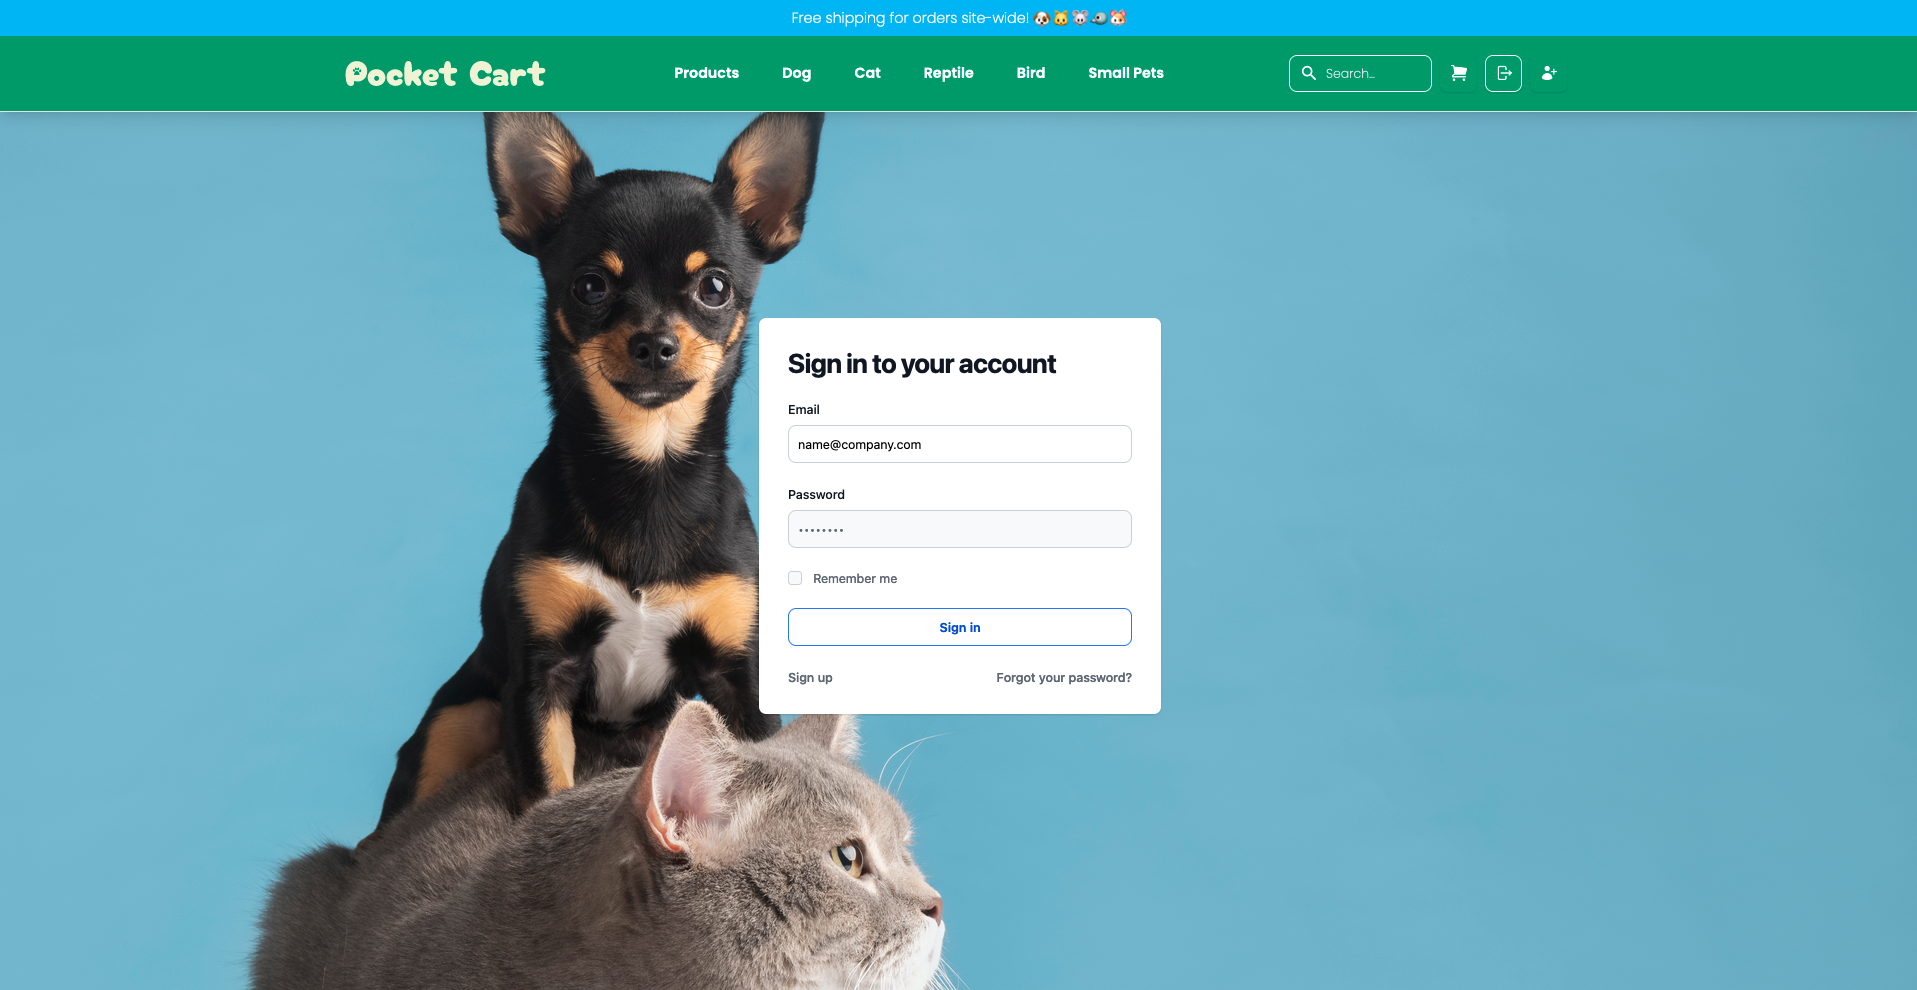 Free shipping for orders site-wide! 🐶🐱🐭🐠🐹
Pocket Cart
Products Dog Cat Reptile Bird Small Pets
Search...
Sign in to your account
Email
name@company.com
Password
••••••••
Remember me
Sign in
Sign up Forgot your password?